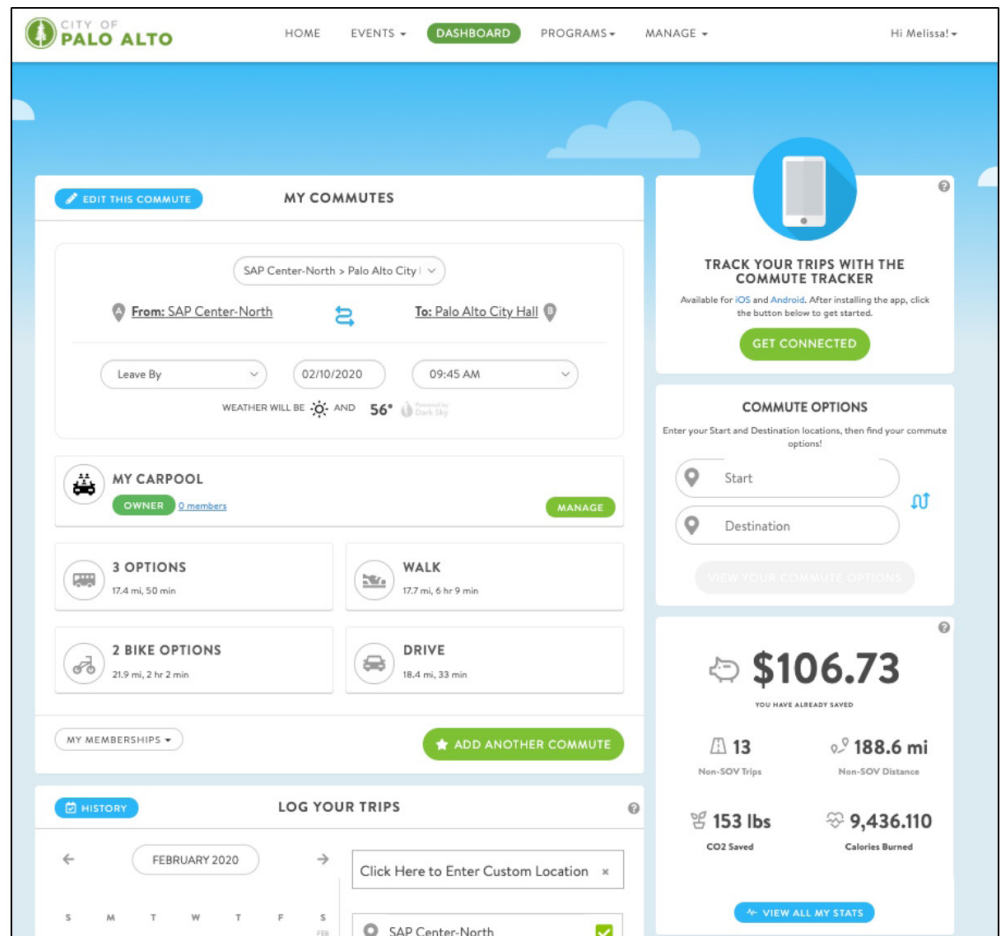 CITY OF
PALO ALTO
HOME
EVENTS
DASHBOARD
PROGRAMS
MANAGE
Hi Melissa!
EDIT THIS COMMUTE
MY COMMUTES
SAP Center-North > Palo Alto City
From: SAP Center-North
To: Palo Alto City Hall
A
B
Leave By
02/10/2020
09:45 AM
WEATHER WILL BE AND 56°
Powered by
Dark Sky
MY CARPOOL
OWNER
0 members
MANAGE
3 OPTIONS
17.4 mi, 50 min
WALK
17.7 mi, 6 hr 9 min
2 BIKE OPTIONS
21.9 mi, 2 hr 2 min
DRIVE
18.4 mi, 33 min
MY MEMBERSHIPS
ADD ANOTHER COMMUTE
HISTORY
LOG YOUR TRIPS
?
FEBRUARY 2020
S M T W T F S
FEB
Click Here to Enter Custom Location ×
SAP Center-North
?
TRACK YOUR TRIPS WITH THE
COMMUTE TRACKER
Available for iOS and Android. After installing the app, click
the button below to get started.
GET CONNECTED
COMMUTE OPTIONS
Enter your Start and Destination locations, then find your commute
options!
Start
Destination
VIEW YOUR COMMUTE OPTIONS
?
$106.73
YOU HAVE ALREADY SAVED
13
Non-SOV Trips
188.6 mi
Non-SOV Distance
153 lbs
CO2 Saved
9,436.110
Calories Burned
VIEW ALL MY STATS